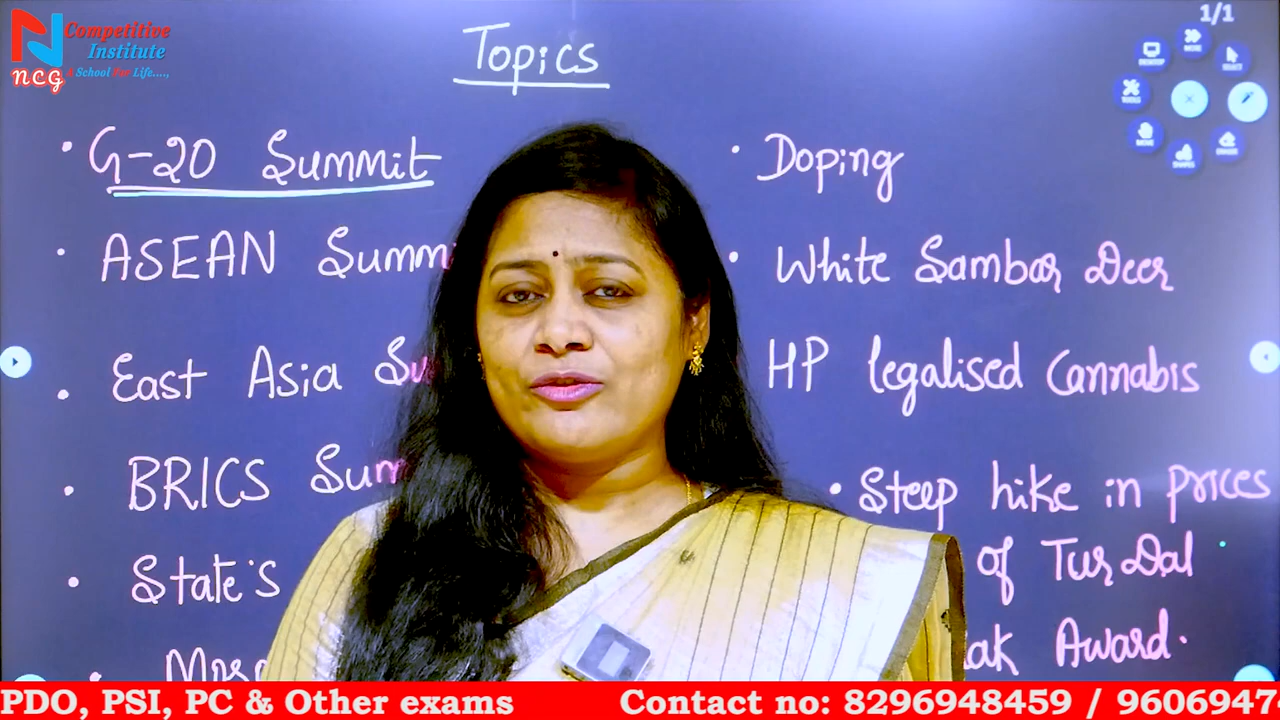 Competitive
Institute
ncg A School For Life....,
1/1
Topics
• G-20 Summit
• ASEAN Summi
• East Asia Su
• BRICS Sum
• State's
• Doping
• White Sambar Deer
HP legalised Cannabis
• Steep hike in prices
of Tur Dal
Award.
PDO, PSI, PC & Other exams Contact no: 8296948459 / 9606947